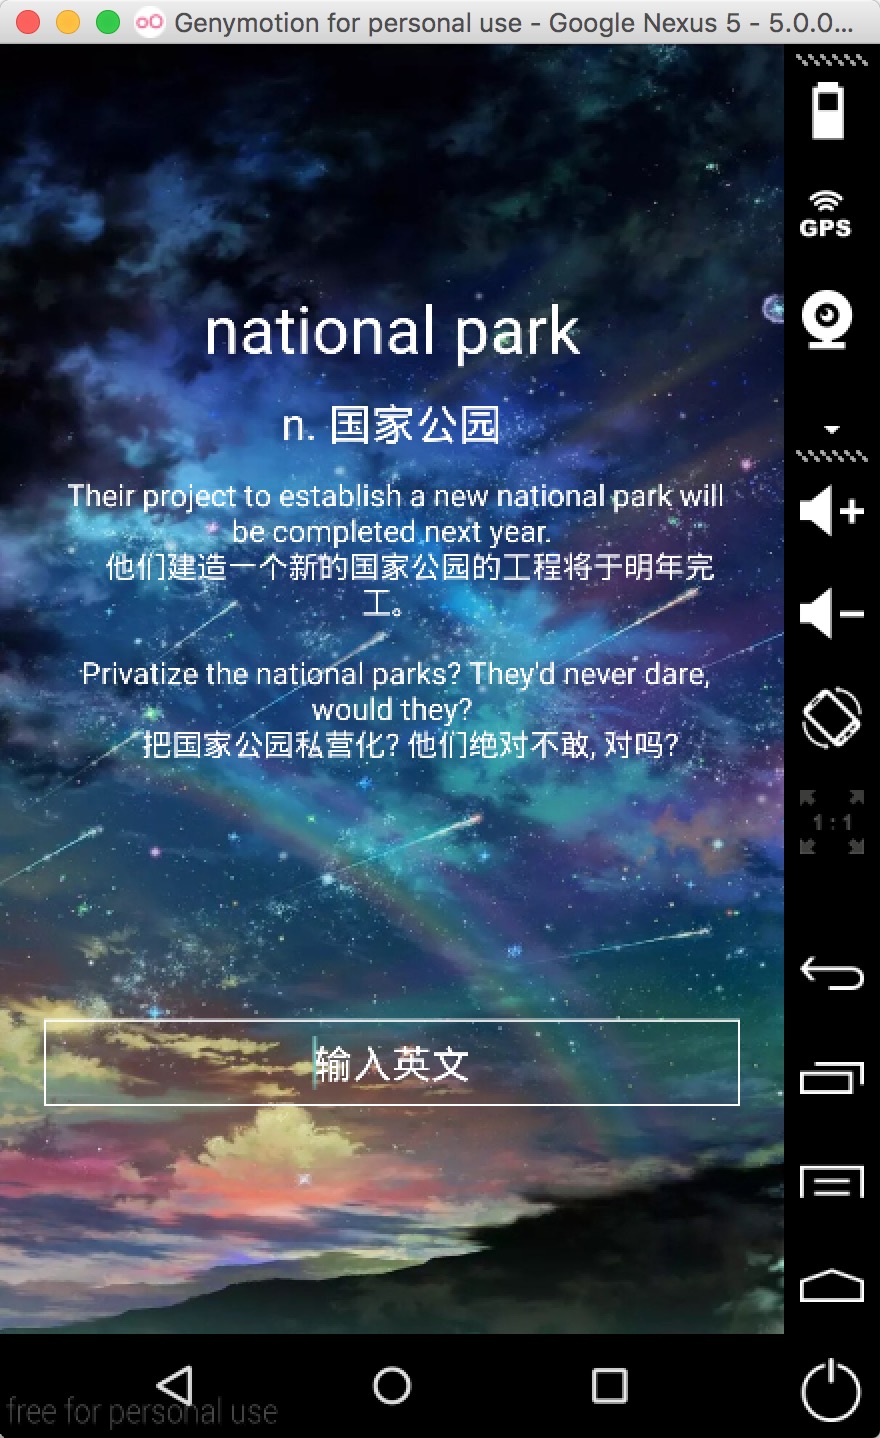 Genymotion for personal use - Google Nexus 5 - 5.0.0...
GPS
national park
n. 国家公园
Their project to establish a new national park will
be completed next year.
他们建造一个新的国家公园的工程将于明年完
工。
Privatize the national parks? They'd never dare,
would they?
把国家公园私营化? 他们绝对不敢, 对吗?
1:1
输入英文
free for personal use